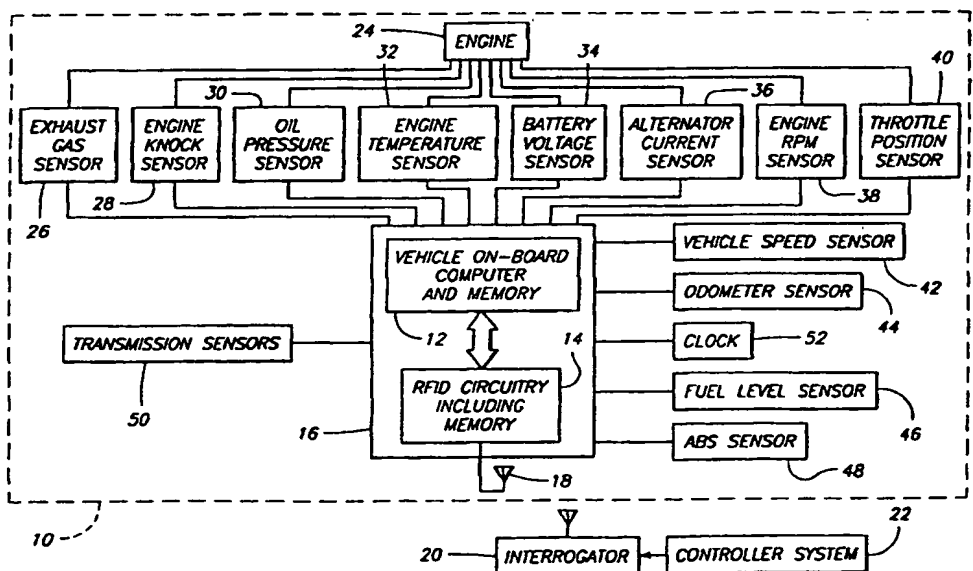 24
ENGINE
32
34
40
30
36
EXHAUST
GAS
SENSOR
ENGINE
KNOCK
SENSOR
OIL
PRESSURE
SENSOR
ENGINE
TEMPERATURE
SENSOR
BATTERY
VOLTAGE
SENSOR
ALTERNATOR
CURRENT
SENSOR
ENGINE
RPM
SENSOR
THROTTLE
POSITION
SENSOR
28
38
26
VEHICLE ON-BOARD
COMPUTER
AND MEMORY
VEHICLE SPEED SENSOR
42
ODOMETER SENSOR
44
12
14
TRANSMISSION SENSORS
50
CLOCK
52
RFID CIRCUITRY
INCLUDING
MEMORY
FUEL LEVEL SENSOR
46
16
ABS SENSOR
48
18
10
22
20
INTERROGATOR
CONTROLLER SYSTEM